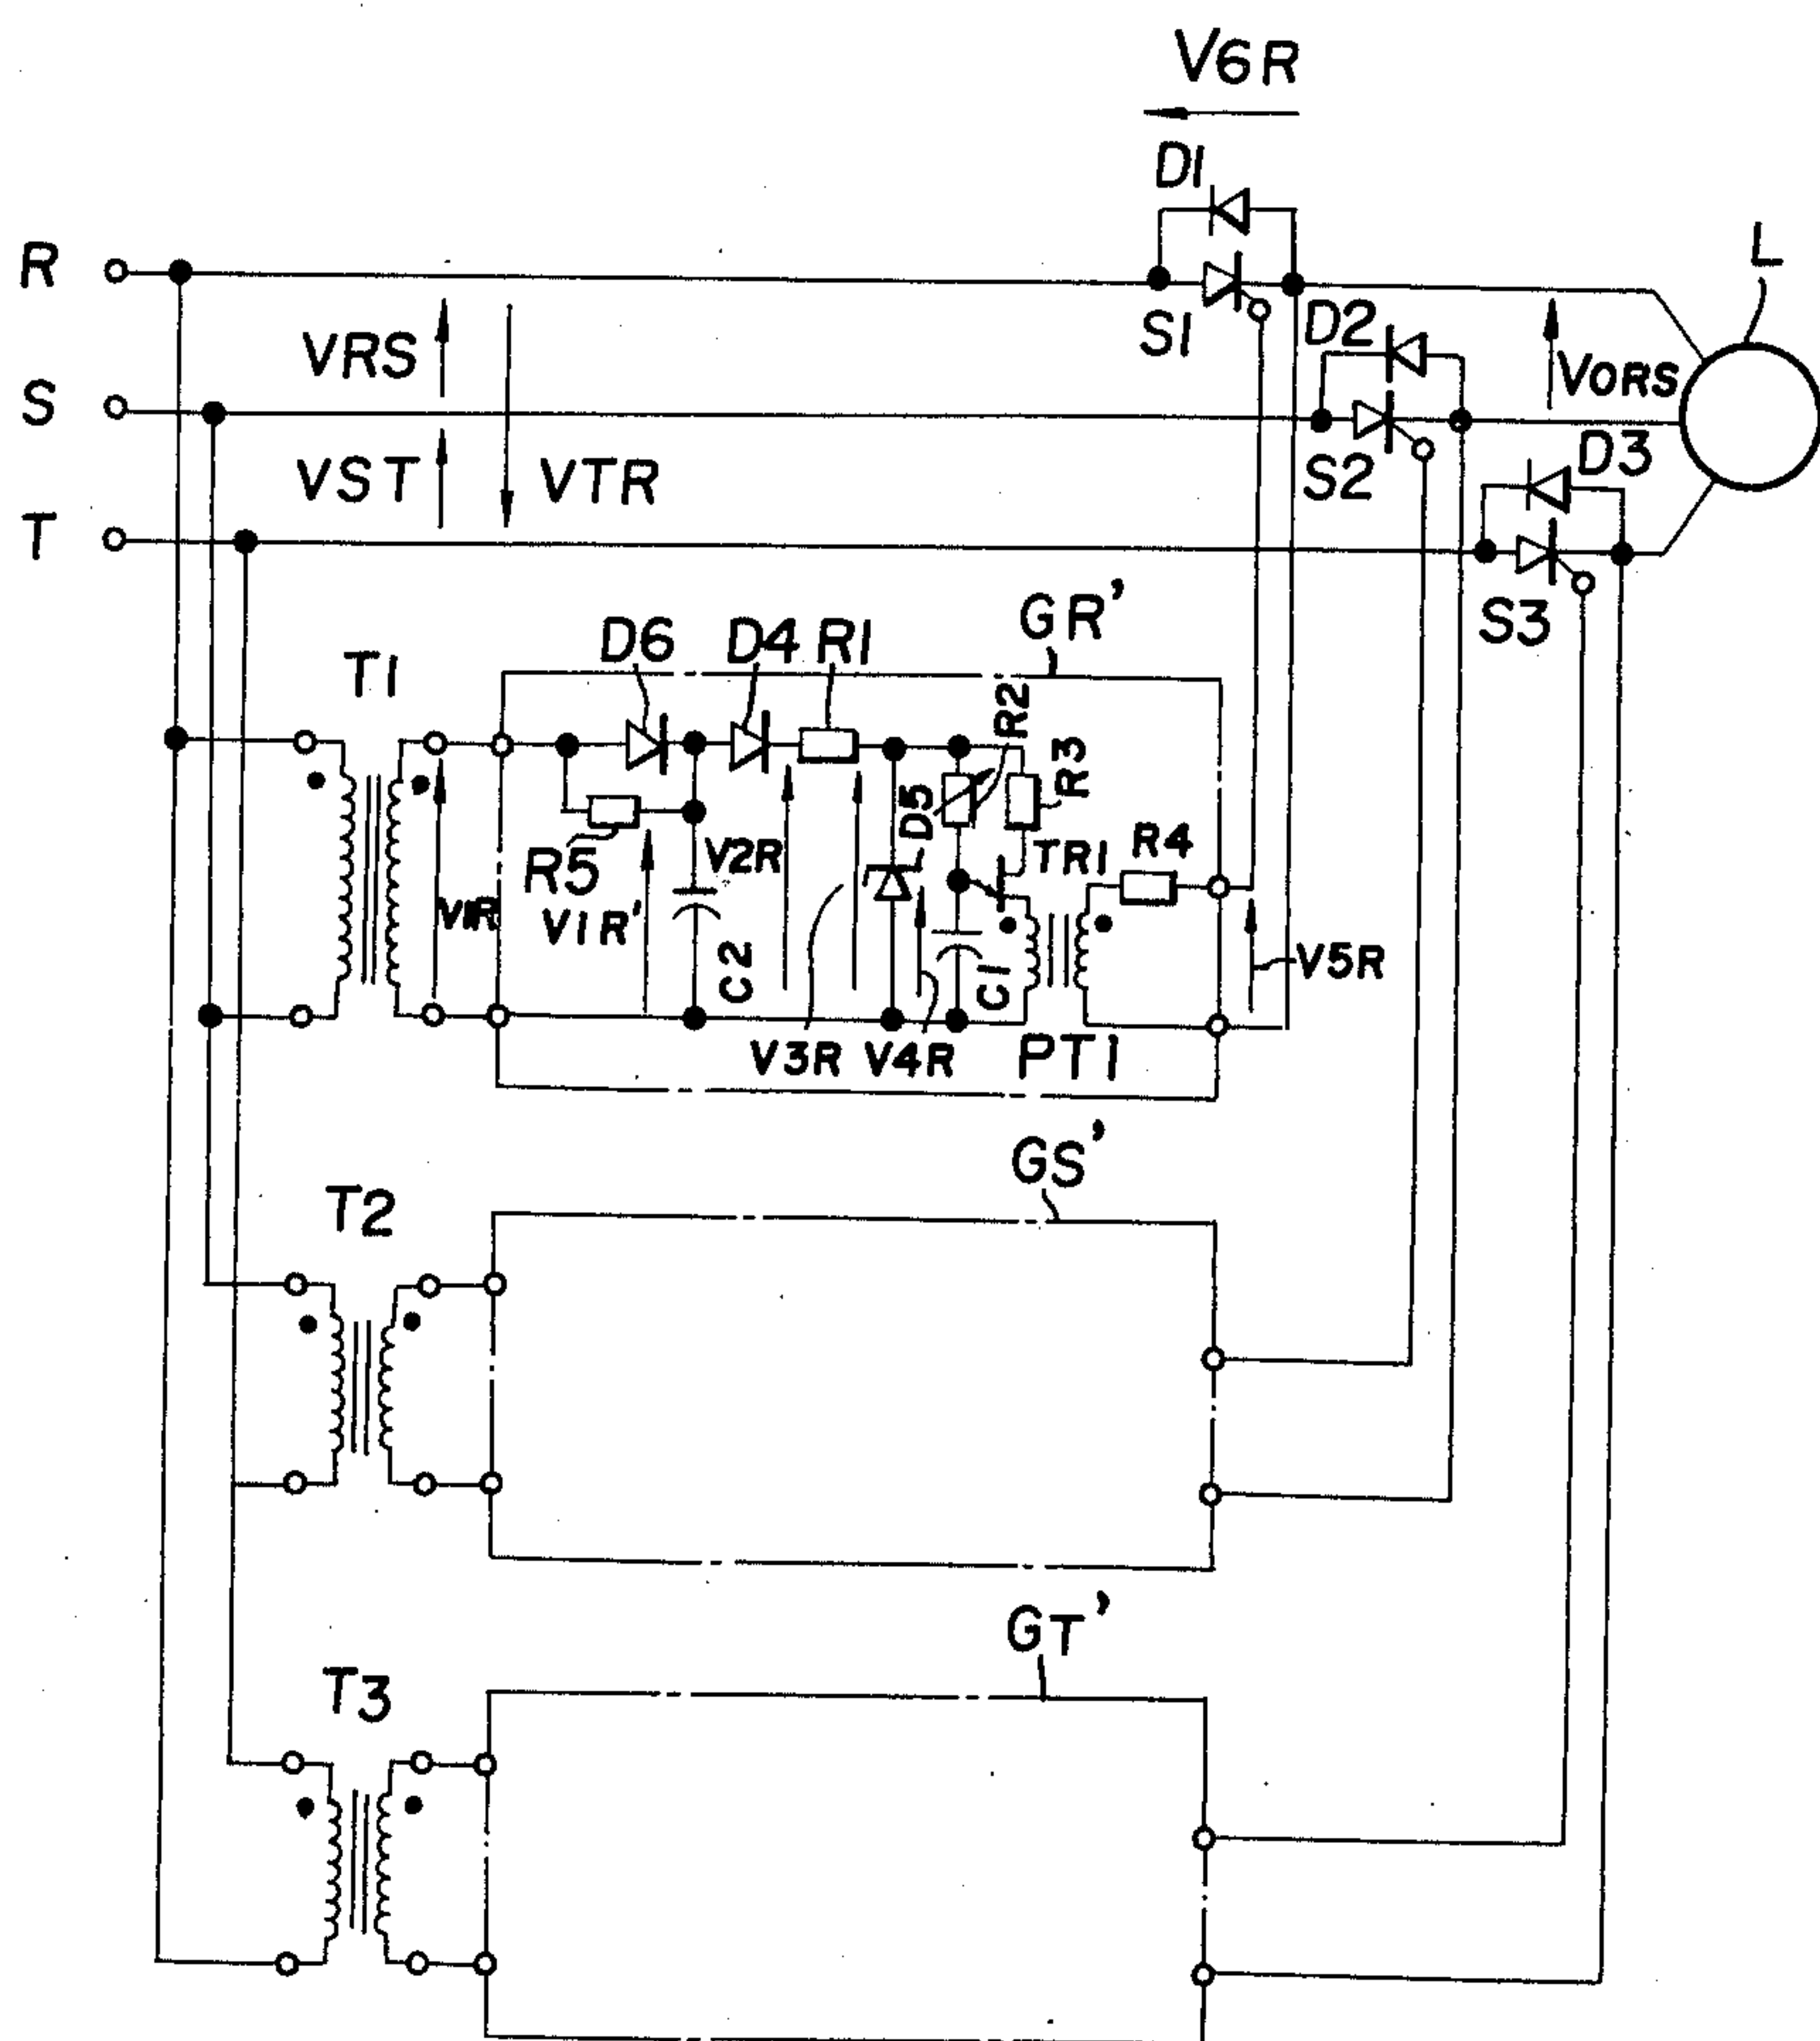 V6R
D1
R
L
VRS
S1
D2
VORS
S
VST
VTR
S2
D3
T
S3
GR'
T1
D6
D4
R1
R2
R3
D5
R5
V2R
TR1
R4
V1R
V1R'
C2
C1
V5R
V3R
V4R
PT1
GS'
T2
GT'
T3